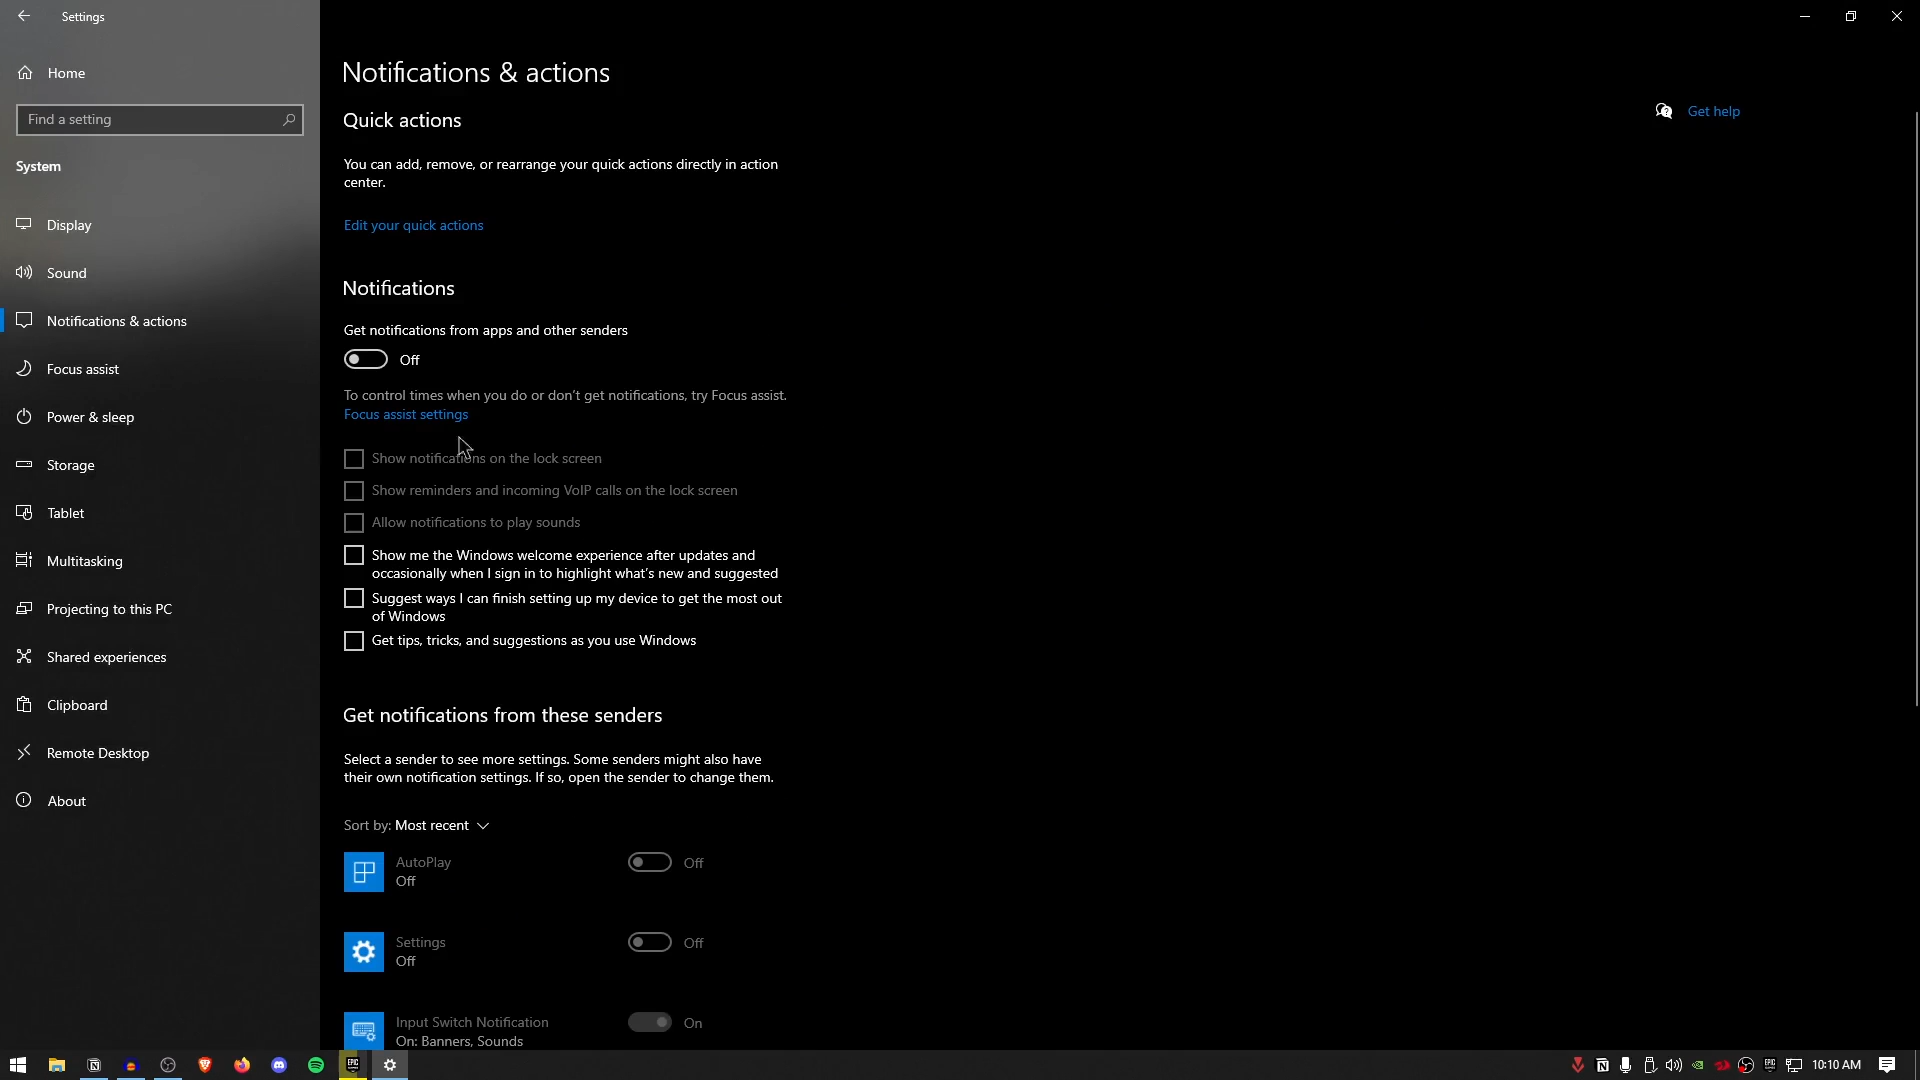 Settings
Home
Find a setting
System
Display
Sound
Notifications & actions
Focus assist
Power & sleep
Storage
Tablet
Multitasking
Projecting to this PC
Shared experiences
Clipboard
Remote Desktop
About
Notifications & actions
Quick actions
You can add, remove, or rearrange your quick actions directly in action
center.
Edit your quick actions
Notifications
Get notifications from apps and other senders
Off
To control times when you do or don't get notifications, try Focus assist.
Focus assist settings
Show notifications on the lock screen
Show reminders and incoming VoIP calls on the lock screen
Allow notifications to play sounds
Show me the Windows welcome experience after updates and
occasionally when I sign in to highlight what's new and suggested
Suggest ways I can finish setting up my device to get the most out
of Windows
Get tips, tricks, and suggestions as you use Windows
Get notifications from these senders
Select a sender to see more settings. Some senders might also have
their own notification settings. If so, open the sender to change them.
Sort by: Most recent
AutoPlay
Off
Off
Settings
Off
Off
Input Switch Notification
On: Banners, Sounds
On
Get help
EPIC
10:10 AM